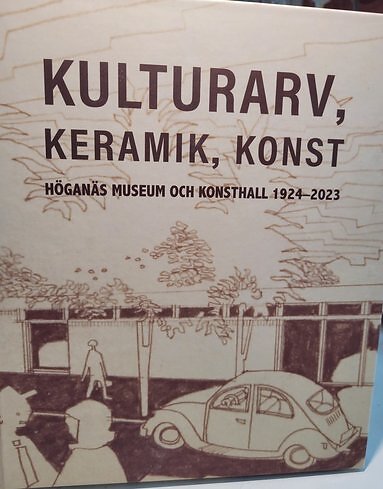 KULTURARV,
KERAMIK, KONST
HÖGANÄS MUSEUM OCH KONSTHALL 1924–2023